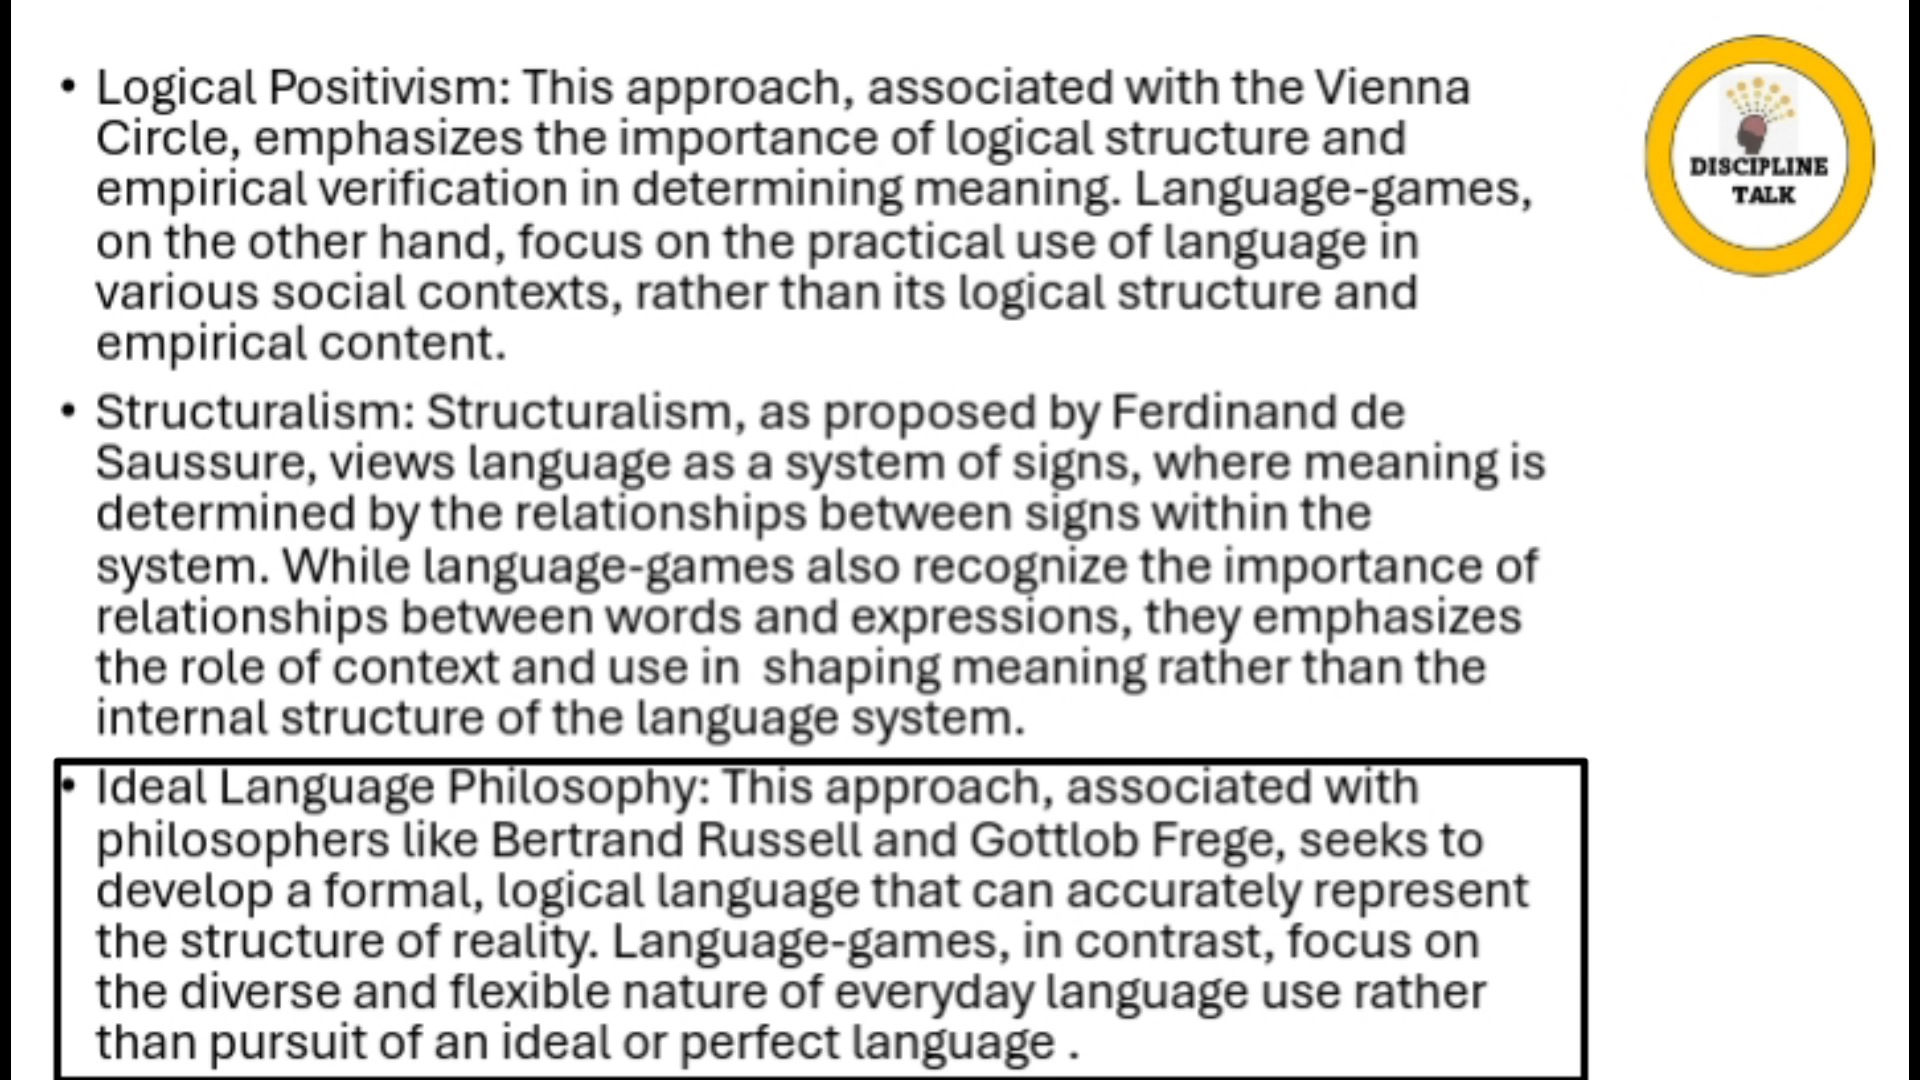 • Logical Positivism: This approach, associated with the Vienna
Circle, emphasizes the importance of logical structure and
empirical verification in determining meaning. Language-games,
on the other hand, focus on the practical use of language in
various social contexts, rather than its logical structure and
empirical content.
• Structuralism: Structuralism, as proposed by Ferdinand de
Saussure, views language as a system of signs, where meaning is
determined by the relationships between signs within the
system. While language-games also recognize the importance of
relationships between words and expressions, they emphasizes
the role of context and use in  shaping meaning rather than the
internal structure of the language system.
• Ideal Language Philosophy: This approach, associated with
philosophers like Bertrand Russell and Gottlob Frege, seeks to
develop a formal, logical language that can accurately represent
the structure of reality. Language-games, in contrast, focus on
the diverse and flexible nature of everyday language use rather
than pursuit of an ideal or perfect language .
DISCIPLINE
TALK